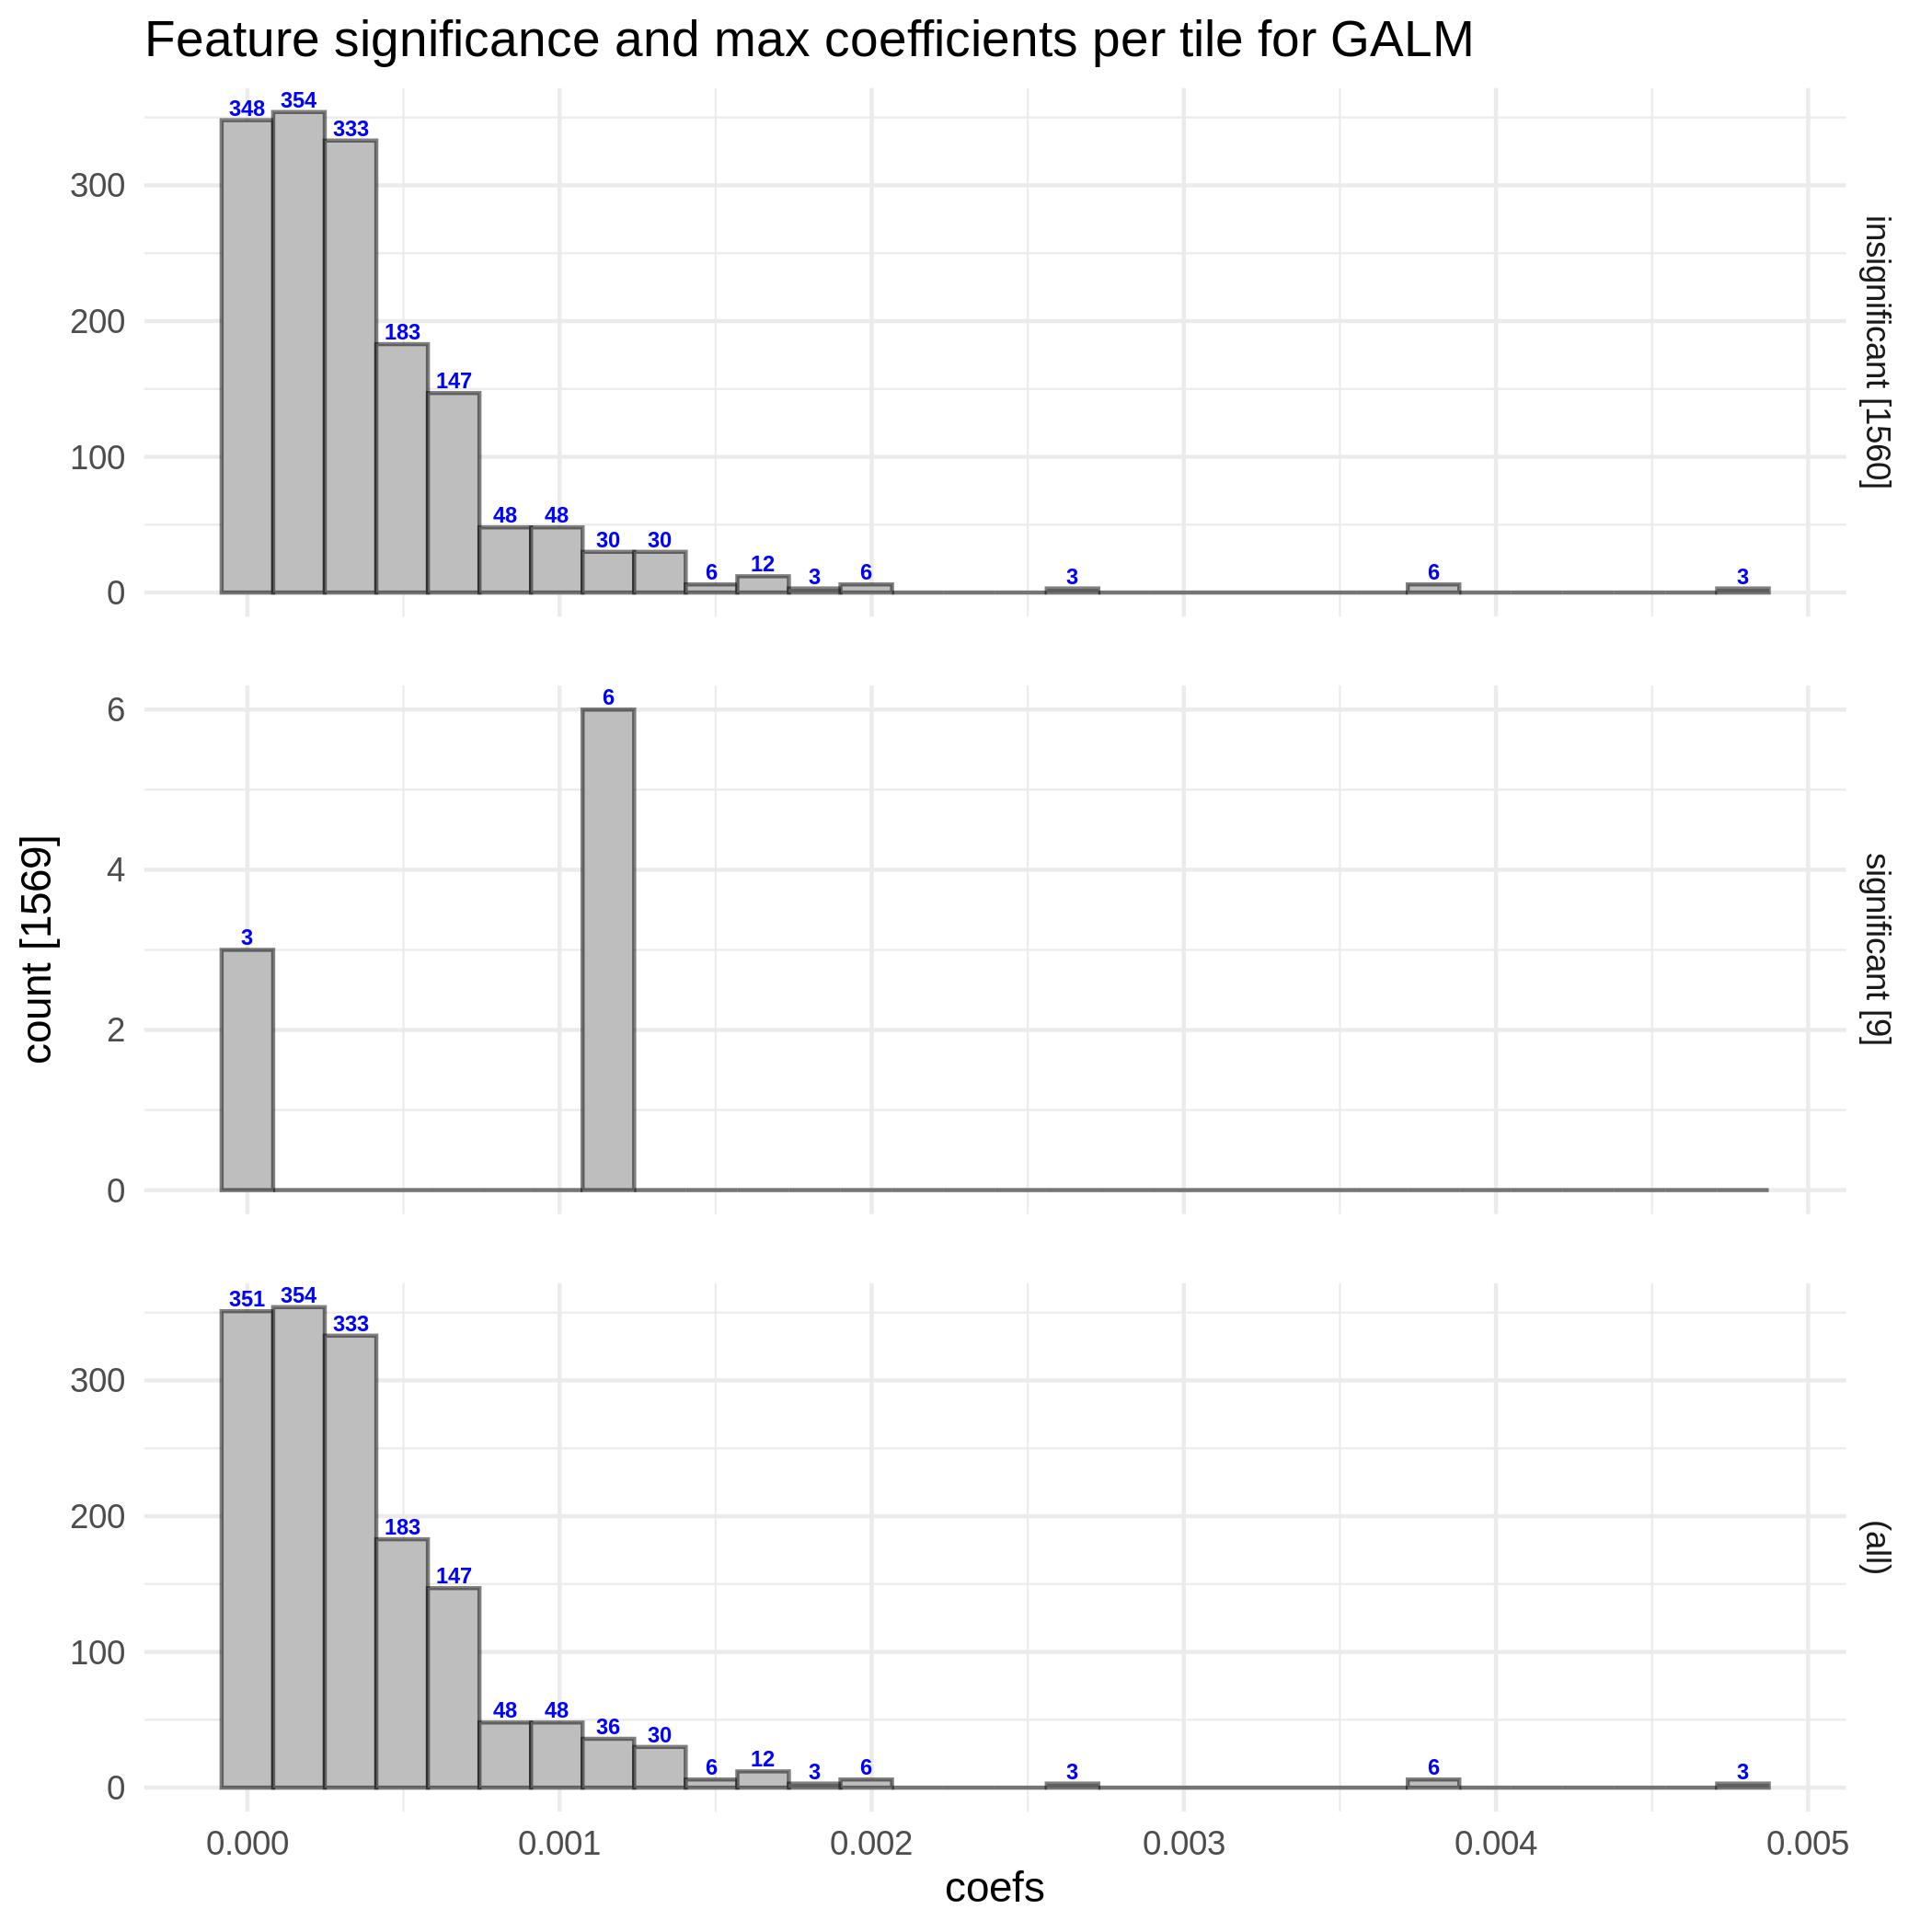 Feature significance and max coefficients per tile for GALM
348 354 333 183 147 48 48 30 30 6 12 3 6 3 6 3
300
200
100
0
insignificant [1560]
3 6
6
4
2
0
significant [9]
count [1569]
351 354 333 183 147 48 48 36 30 6 12 3 6 3 6 3
300
200
100
0
(all)
0.000 0.001 0.002 0.003 0.004 0.005
coefs